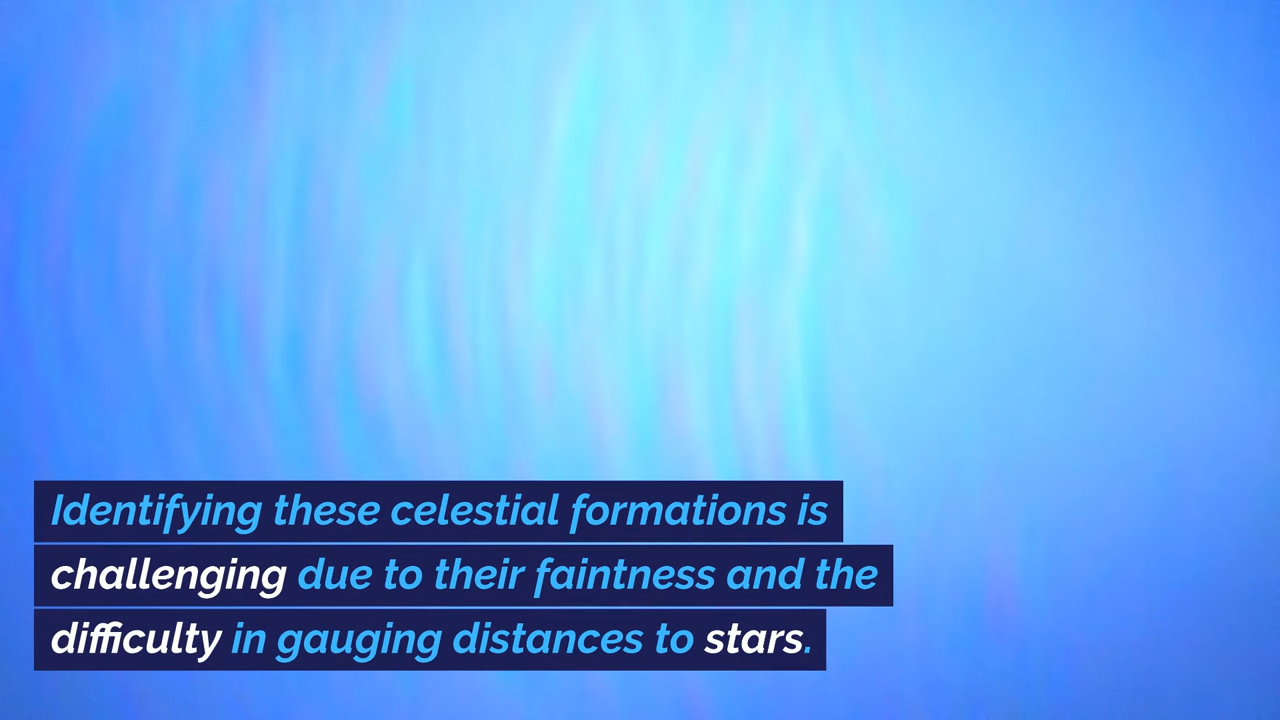 Identifying these celestial formations is
challenging due to their faintness and the
difficulty in gauging distances to stars.